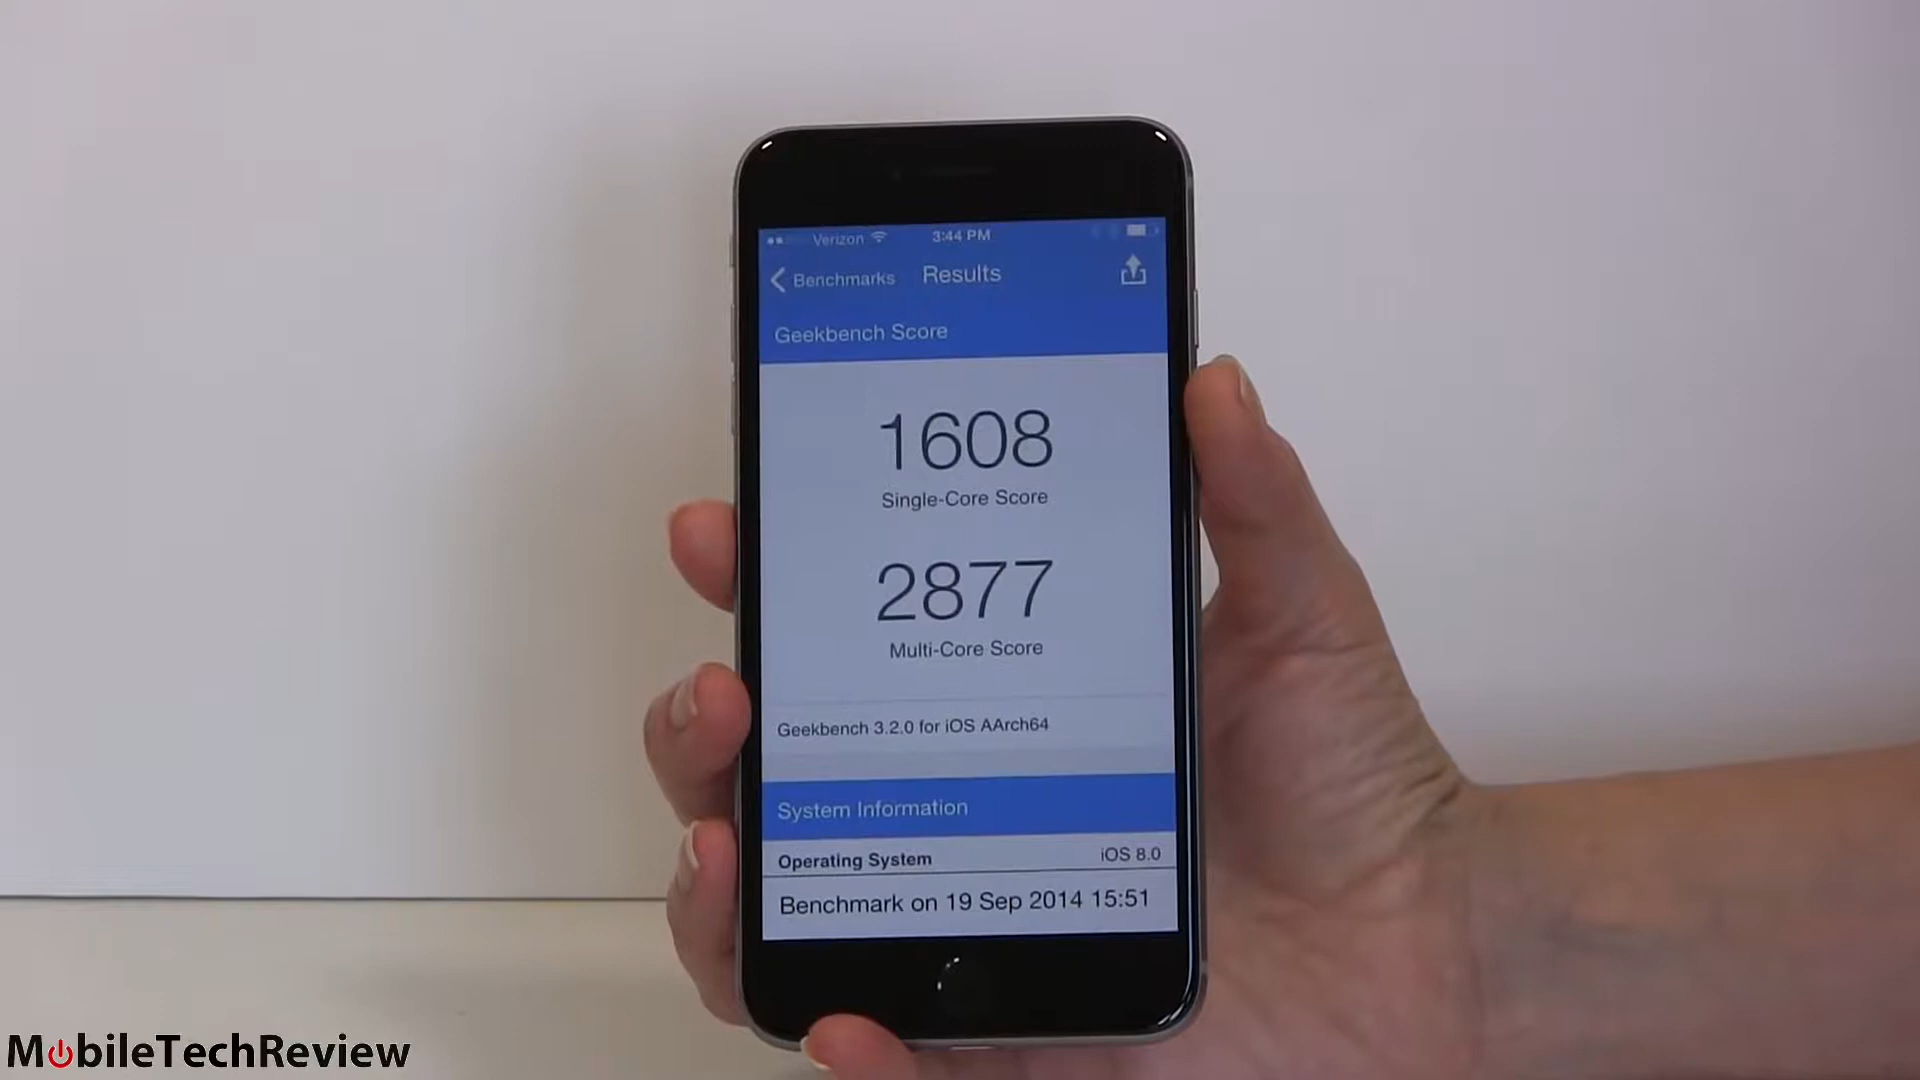 Verizon 3:44 PM
Benchmarks Results
Geekbench Score
1608
Single-Core Score
2877
Multi-Core Score
Geekbench 3.2.0 for iOS AArch64
System Information
Operating System iOS 8.0
Benchmark on 19 Sep 2014 15:51
MobileTechReview